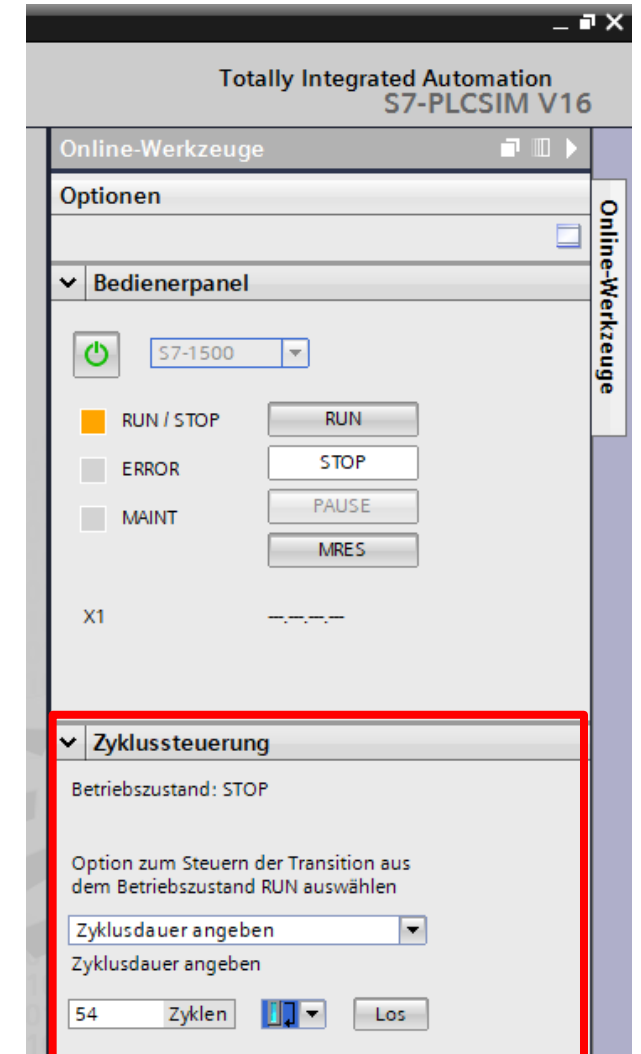 Totally Integrated Automation
S7-PLCSIM V16
Online-Werkzeuge
Optionen
Online-Werkzeuge
Bedienerpanel
S7-1500
RUN / STOP RUN
ERROR STOP
MAINT PAUSE
MRES
X1 ---.---.---.---
Zyklussteuerung
Betriebszustand: STOP
Option zum Steuern der Transition aus
dem Betriebszustand RUN auswählen
Zyklusdauer angeben
Zyklusdauer angeben
54 Zyklen Los